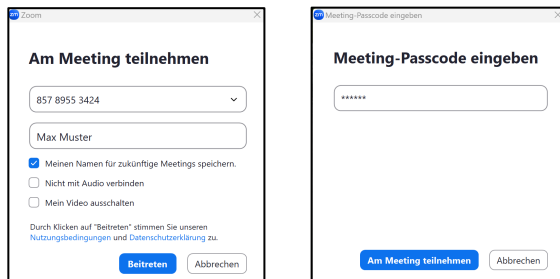 zm Zoom
Am Meeting teilnehmen
857 8955 3424
Max Muster
Meinen Namen für zukünftige Meetings speichern.
Nicht mit Audio verbinden
Mein Video ausschalten
Durch Klicken auf "Beitreten" stimmen Sie unseren
Nutzungsbedingungen und Datenschutzerklärung zu.
Beitreten Abbrechen
zm Meeting-Passcode eingeben
Meeting-Passcode eingeben
******
Am Meeting teilnehmen Abbrechen